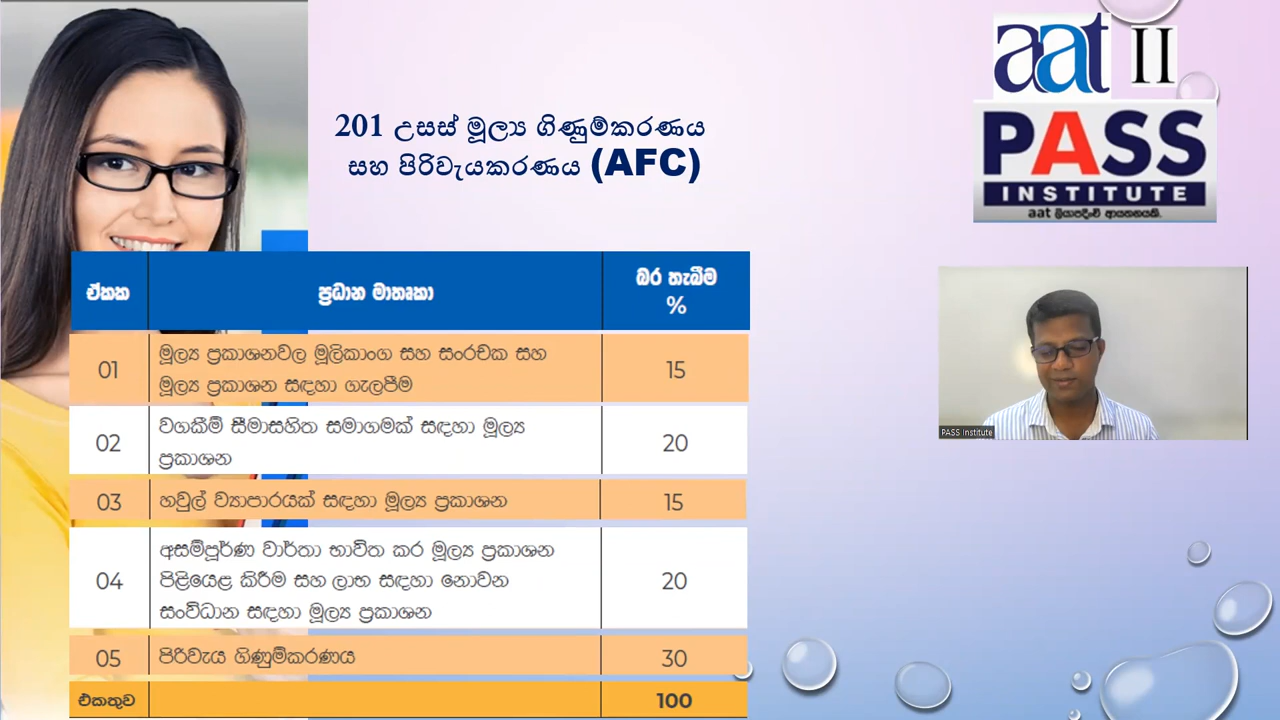 201 උසස් මූල්‍ය ගිණුම්කරණය
සහ පිරිවැයකරණය (AFC)
aat II
PASS
INSTITUTE
aat ලියාපදිංචි ආයතනයකි.
PASS Institute
ඒකක ප්‍රධාන මාතෘකා බර තැබීම %
01 මූල්‍ය ප්‍රකාශනවල මූලිකාංග සහ සංරචක සහ
මූල්‍ය ප්‍රකාශන සඳහා ගැලපීම් 15
02 වගකීම් සීමාසහිත සමාගමක් සඳහා මූල්‍ය
ප්‍රකාශන 20
03 හවුල් ව්‍යාපාරයක් සඳහා මූල්‍ය ප්‍රකාශන 15
04 අසම්පූර්ණ වාර්තා භාවිත කර මූල්‍ය ප්‍රකාශන
පිළියෙළ කිරීම සහ ලාභ සඳහා නොවන
සංවිධාන සඳහා මූල්‍ය ප්‍රකාශන 20
05 පිරිවැය ගිණුම්කරණය 30
එකතුව 100